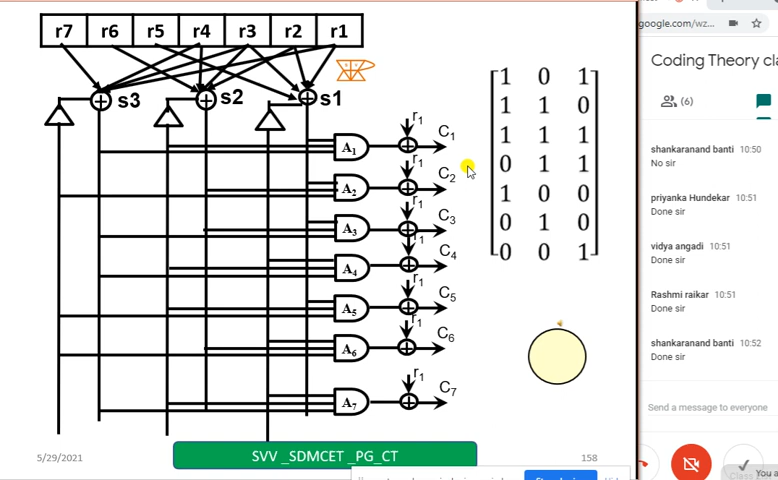 r7 r6 r5 r4 r3 r2 r1
s3 s2 s1
r1
A1 C1
r1
A2 C2
r1
A3 C3
r1
A4 C4
r1
A5 C5
r1
A6 C6
r1
A7 C7
1 0 1
1 1 0
1 1 1
0 1 1
1 0 0
0 1 0
0 0 1
5/29/2021
SVV _SDMCET _PG_CT
158
google.com/wz...
Coding Theory cla
(6)
shankaranand banti 10:50
No sir
priyanka Hundekar 10:51
Done sir
vidya angadi 10:51
Done sir
Rashmi raikar 10:51
Done sir
shankaranand banti 10:52
Done sir
Send a message to everyone
You a